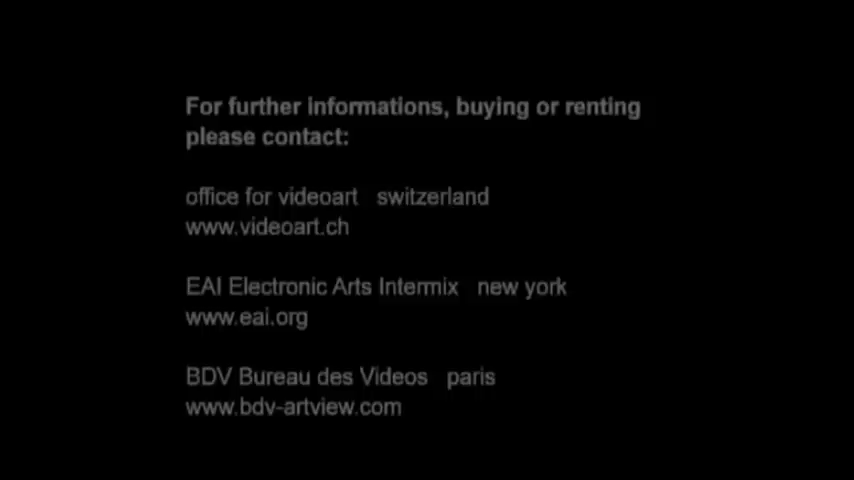 For further informations, buying or renting
please contact:
office for videoart switzerland
www.videoart.ch
EAI Electronic Arts Intermix new york
www.eai.org
BDV Bureau des Videos paris
www.bdv-artview.com